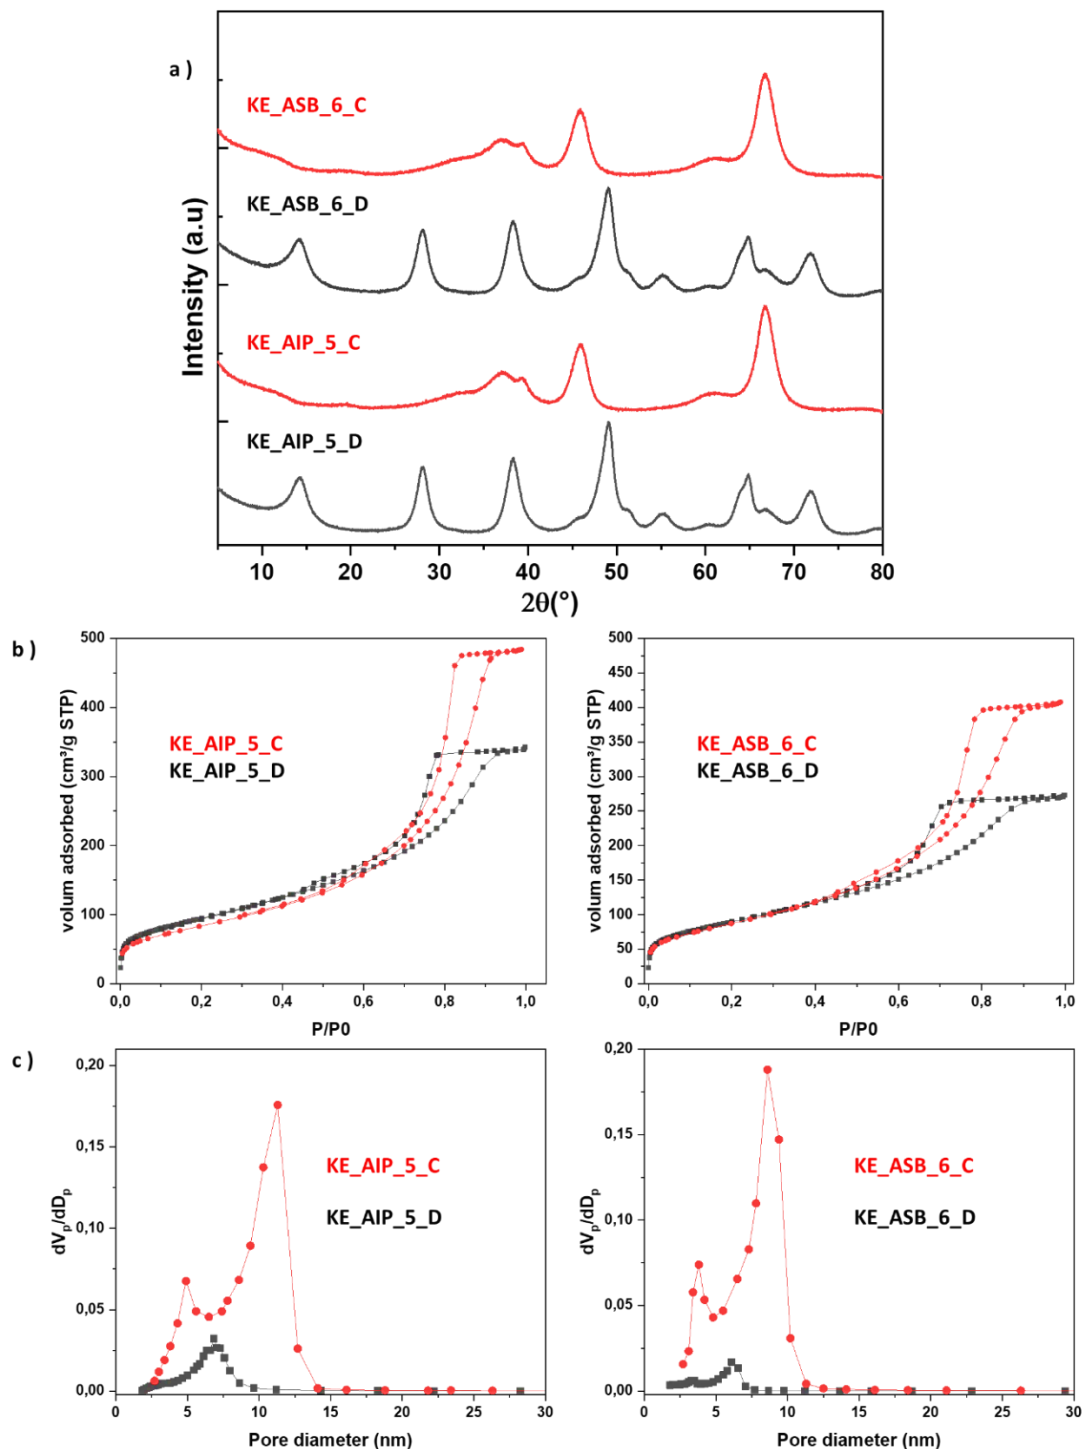 a )
KE_ASB_6_C
KE_ASB_6_D
KE_AIP_5_C
KE_AIP_5_D
Intensity (a.u)
10 20 30 40 50 60 70 80
2θ(°)
b )
500
400
300
200
100
0
volum adsorbed (cm³/g STP)
KE_AIP_5_C
KE_AIP_5_D
0,0 0,2 0,4 0,6 0,8 1,0
P/P0
500
450
400
350
300
250
200
150
100
50
0
volum adsorbed (cm³/g STP)
KE_ASB_6_C
KE_ASB_6_D
0,0 0,2 0,4 0,6 0,8 1,0
P/P0
c )
0,20
0,15
0,10
0,05
0,00
dVp/dDp
KE_AIP_5_C
KE_AIP_5_D
0 5 10 15 20 25 30
Pore diameter (nm)
0,20
0,15
0,10
0,05
0,00
dVp/dDp
KE_ASB_6_C
KE_ASB_6_D
0 5 10 15 20 25 30
Pore diameter (nm)